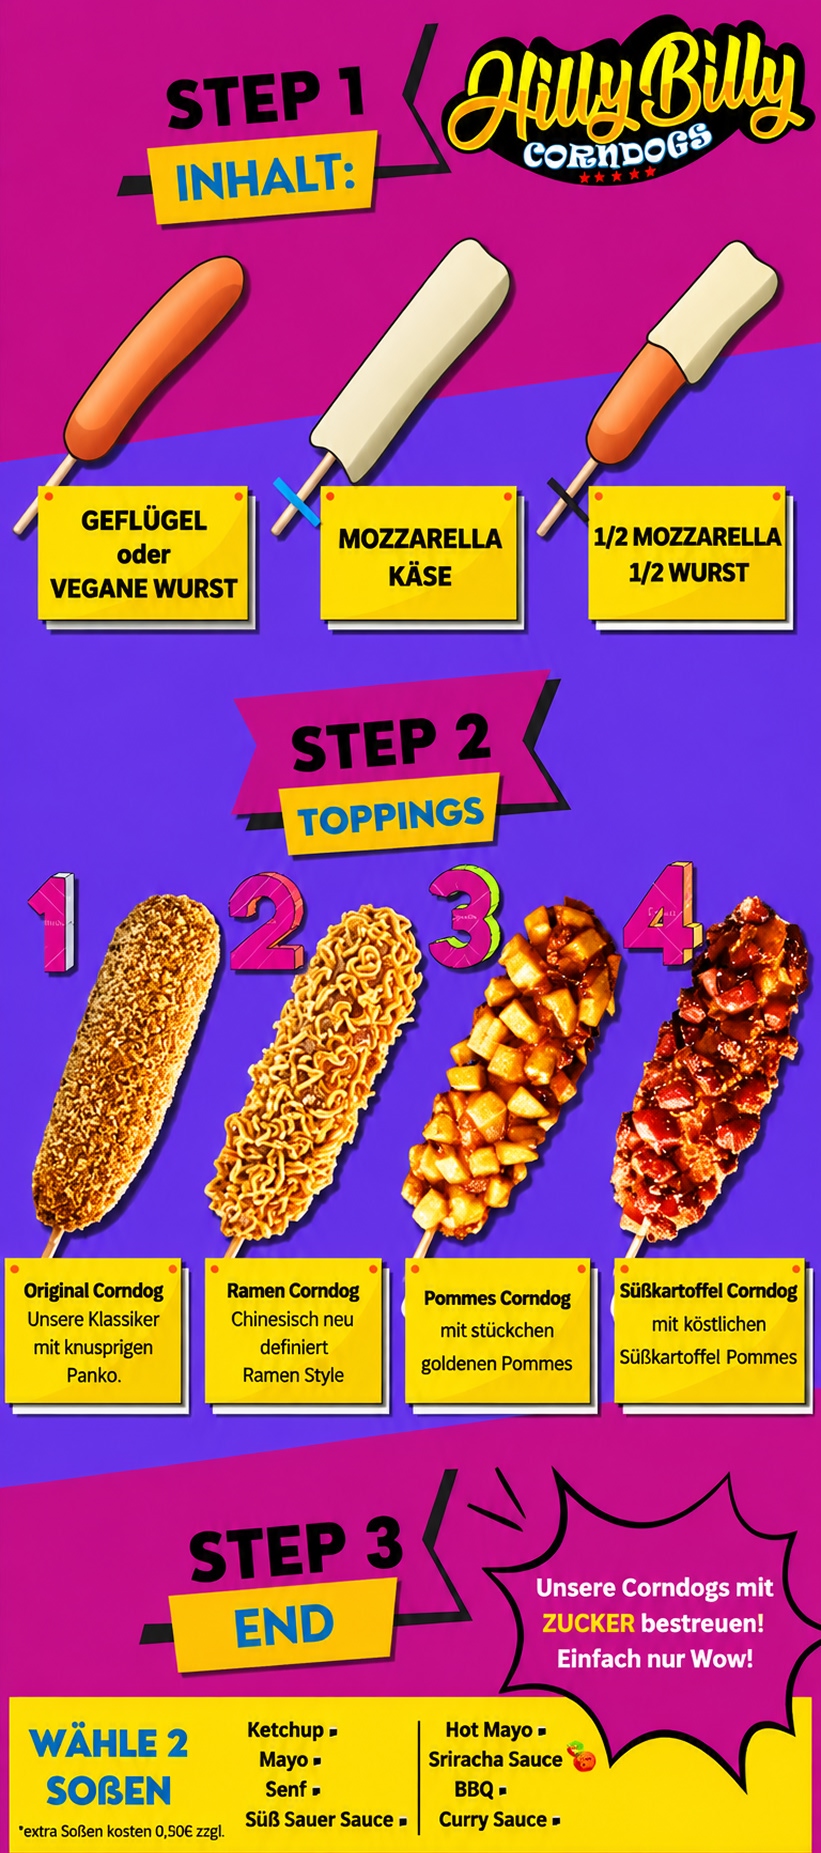 STEP 1
INHALT:
Hilly Billy
CORNDOGS
GEFLÜGEL
oder
VEGANE WURST
MOZZARELLA
KÄSE
1/2 MOZZARELLA
1/2 WURST
STEP 2
TOPPINGS
1
2
3
4
Original Corndog
Unsere Klassiker
mit knusprigen
Panko.
Ramen Corndog
Chinesisch neu
definiert
Ramen Style
Pommes Corndog
mit stückchen
goldenen Pommes
Süßkartoffel Corndog
mit köstlichen
Süßkartoffel Pommes
STEP 3
END
Unsere Corndogs mit
ZUCKER bestreuen!
Einfach nur Wow!
WÄHLE 2
SOßEN
*extra Soßen kosten 0,50€ zzgl.
Ketchup
Mayo
Senf
Süß Sauer Sauce
Hot Mayo
Sriracha Sauce
BBQ
Curry Sauce